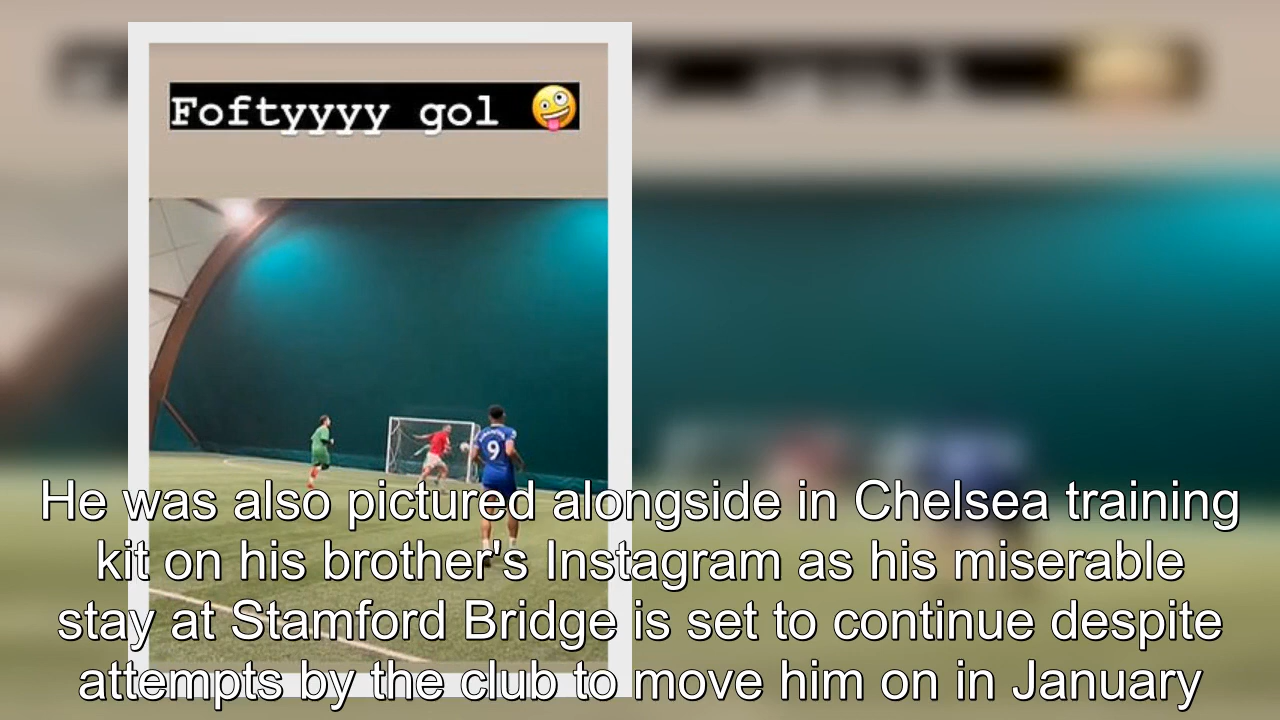 Foftyyyy gol 🤪
9
He was also pictured alongside in Chelsea training
kit on his brother's Instagram as his miserable
stay at Stamford Bridge is set to continue despite
attempts by the club to move him on in January